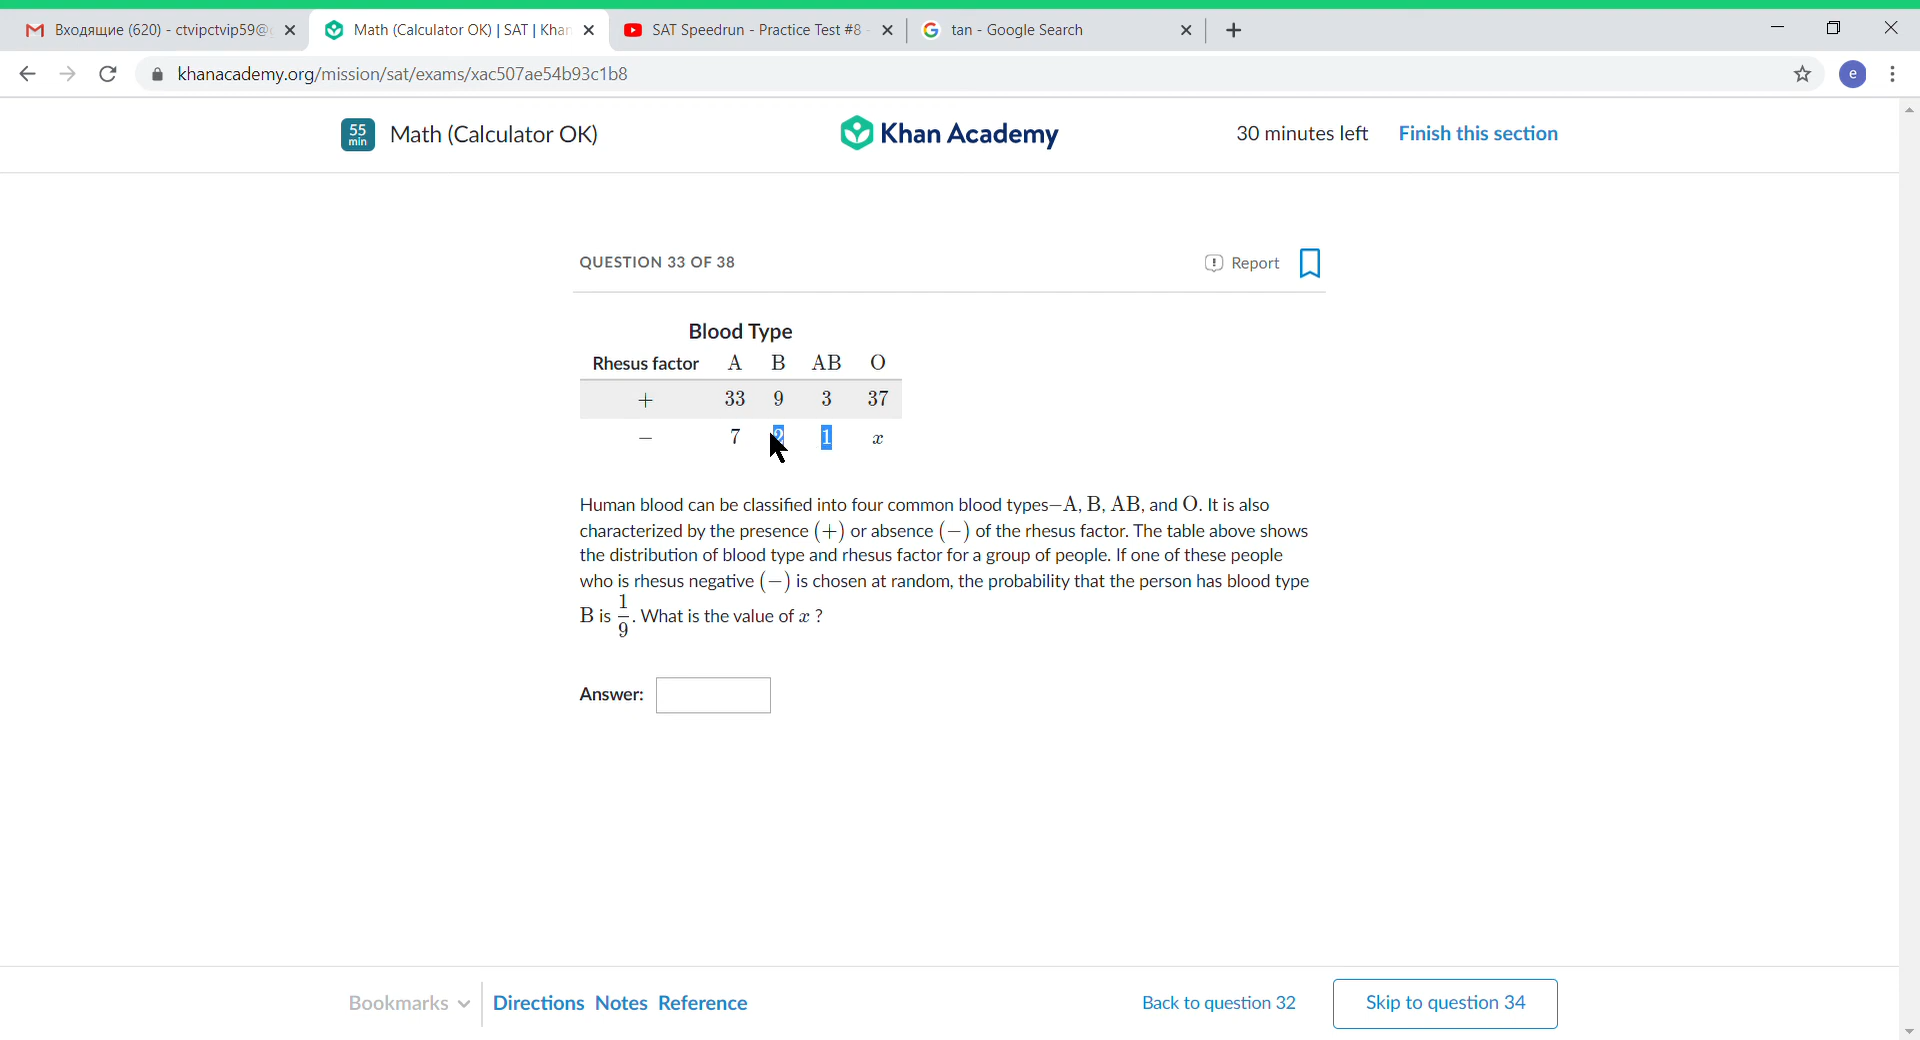 Входящие (620) - ctvipctvip59@
Math (Calculator OK) | SAT | Khan
SAT Speedrun - Practice Test #8 -
tan - Google Search
khanacademy.org/mission/sat/exams/xac507ae54b93c1b8
e
55
min
Math (Calculator OK)
Khan Academy
30 minutes left
Finish this section
QUESTION 33 OF 38
Report
Blood Type
Rhesus factor A B AB O
+ 33 9 3 37
− 7 2 1 x
Human blood can be classified into four common blood types—A, B, AB, and O. It is also
characterized by the presence (+) or absence (−) of the rhesus factor. The table above shows
the distribution of blood type and rhesus factor for a group of people. If one of these people
who is rhesus negative (−) is chosen at random, the probability that the person has blood type
B is 1/9. What is the value of x ?
Answer:
Bookmarks
Directions
Notes
Reference
Back to question 32
Skip to question 34